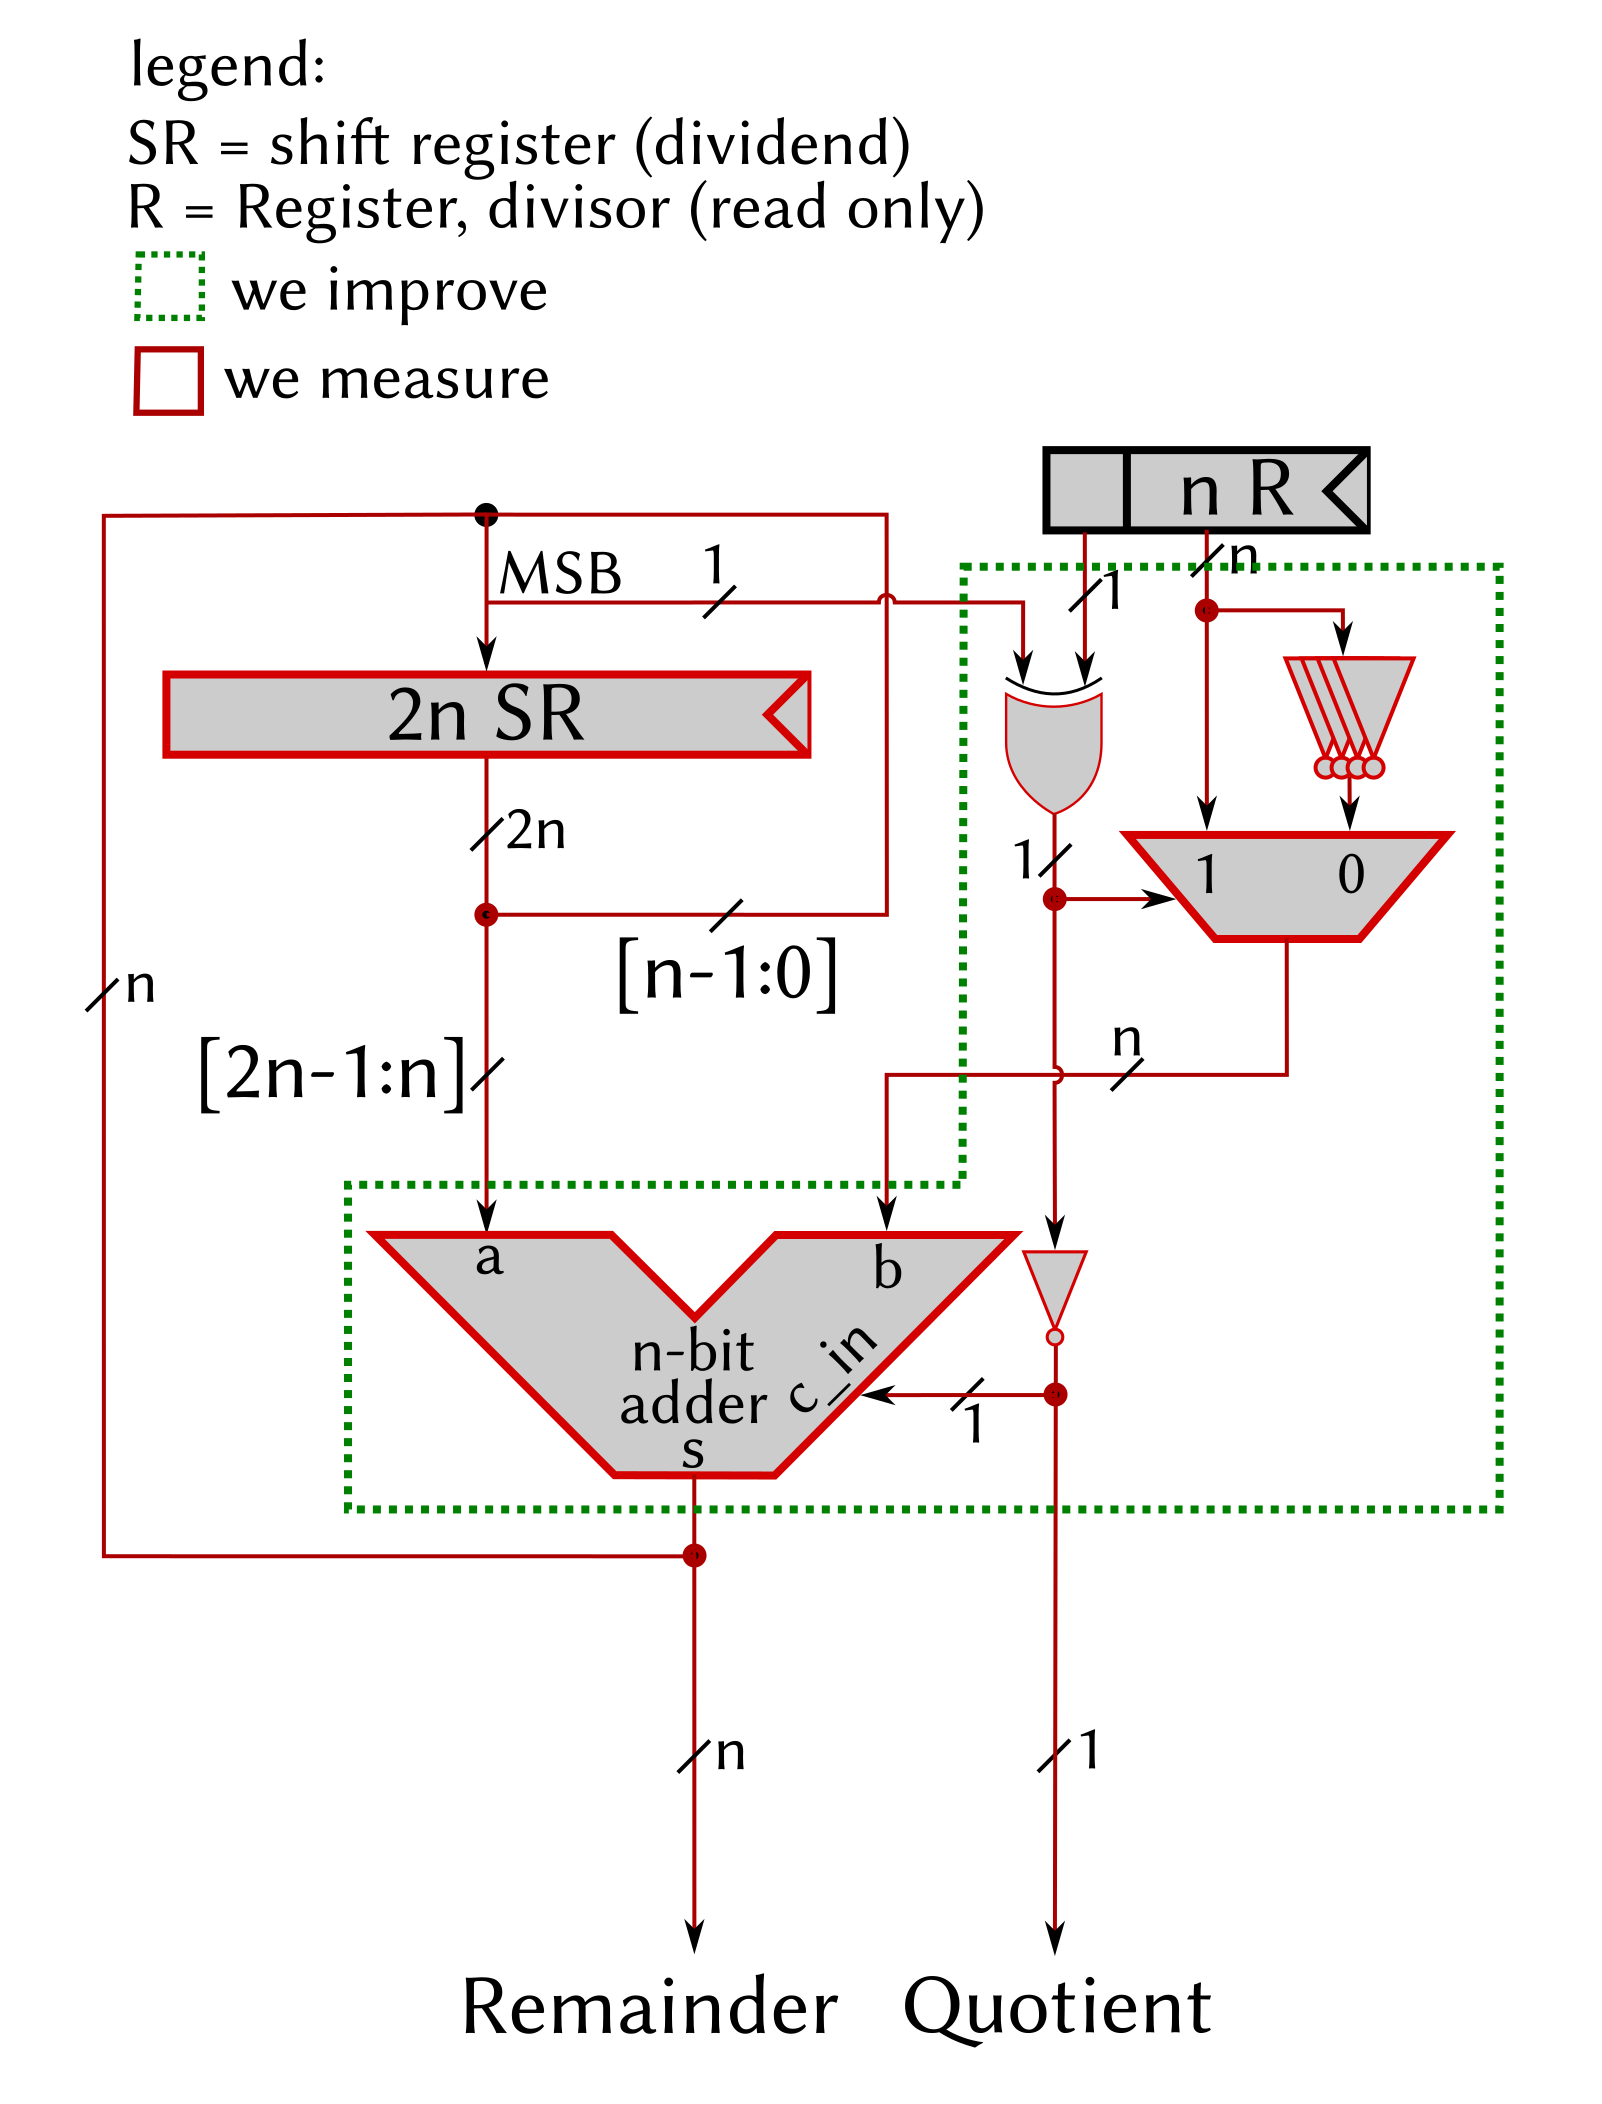 legend:
SR = shift register (dividend)
R = Register, divisor (read only)
we improve
we measure
n R
MSB
1
1
n
2n SR
2n
1
1
0
[n-1:0]
n
[2n-1:n]
n
a
b
n-bit
adder
c_in
s
1
n
1
Remainder
Quotient